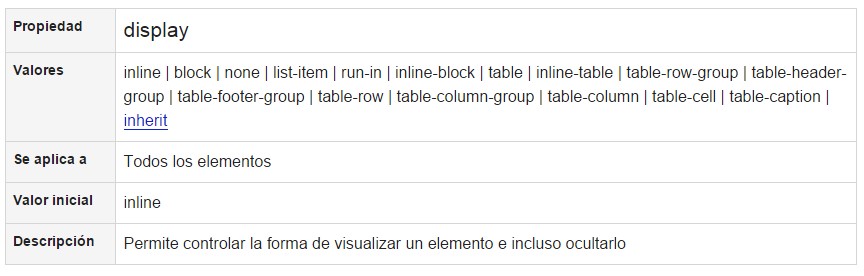 Propiedad display
Valores inline | block | none | list-item | run-in | inline-block | table | inline-table | table-row-group | table-header-
group | table-footer-group | table-row | table-column-group | table-column | table-cell | table-caption |
inherit
Se aplica a Todos los elementos
Valor inicial inline
Descripción Permite controlar la forma de visualizar un elemento e incluso ocultarlo